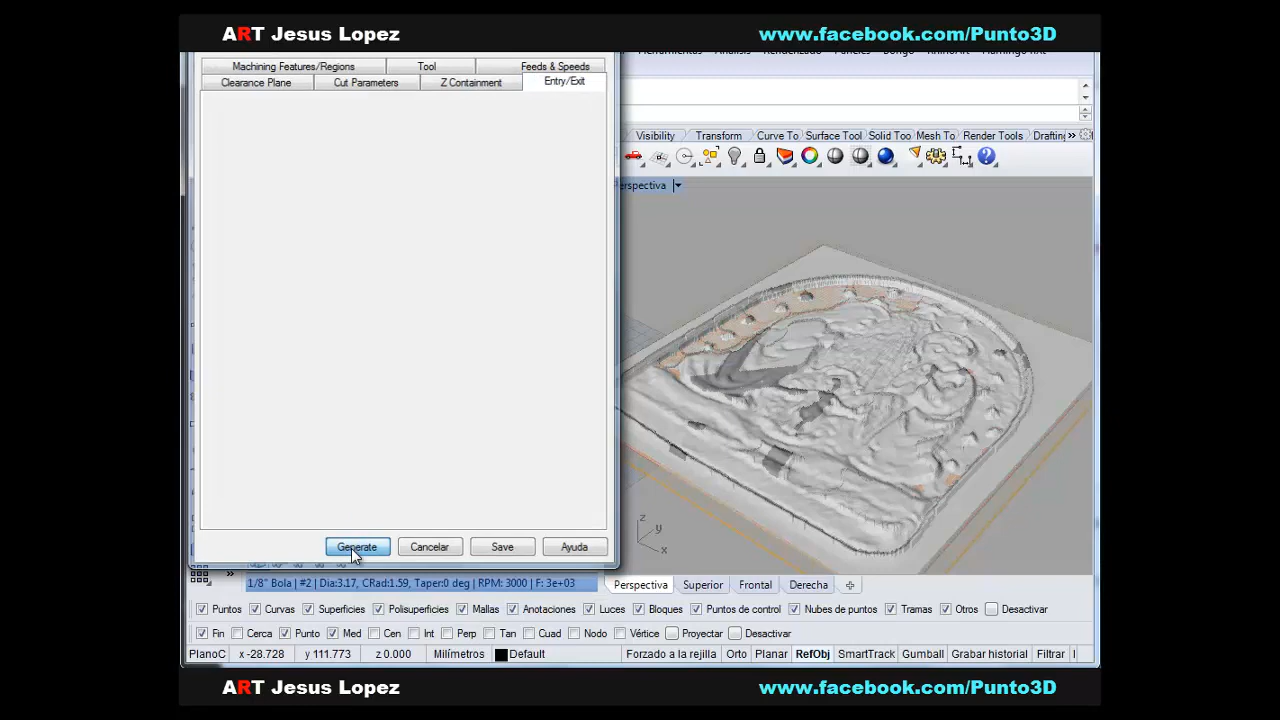 ART Jesus Lopez
www.facebook.com/Punto3D
Machining Features/Regions
Tool
Feeds & Speeds
Clearance Plane
Cut Parameters
Z Containment
Entry/Exit
Visibility
Transform
Curve To
Surface Tool
Solid Too
Mesh To
Render Tools
Drafting
»
erspectiva
z
y
x
Generate
Cancelar
Save
Ayuda
»
1/8" Bola | #2 | Dia:3.17, CRad:1.59, Taper:0 deg | RPM: 3000 | F: 3e+03
Perspectiva
Superior
Frontal
Derecha
Puntos
Curvas
Superficies
Polisuperficies
Mallas
Anotaciones
Luces
Bloques
Puntos de control
Nubes de puntos
Tramas
Otros
Desactivar
Fin
Cerca
Punto
Med
Cen
Int
Perp
Tan
Cuad
Nodo
Vértice
Proyectar
Desactivar
PlanoC
x -28.728
y 111.773
z 0.000
Milímetros
Default
Forzado a la rejilla
Orto
Planar
RefObj
SmartTrack
Gumball
Grabar historial
Filtrar
ART Jesus Lopez
www.facebook.com/Punto3D